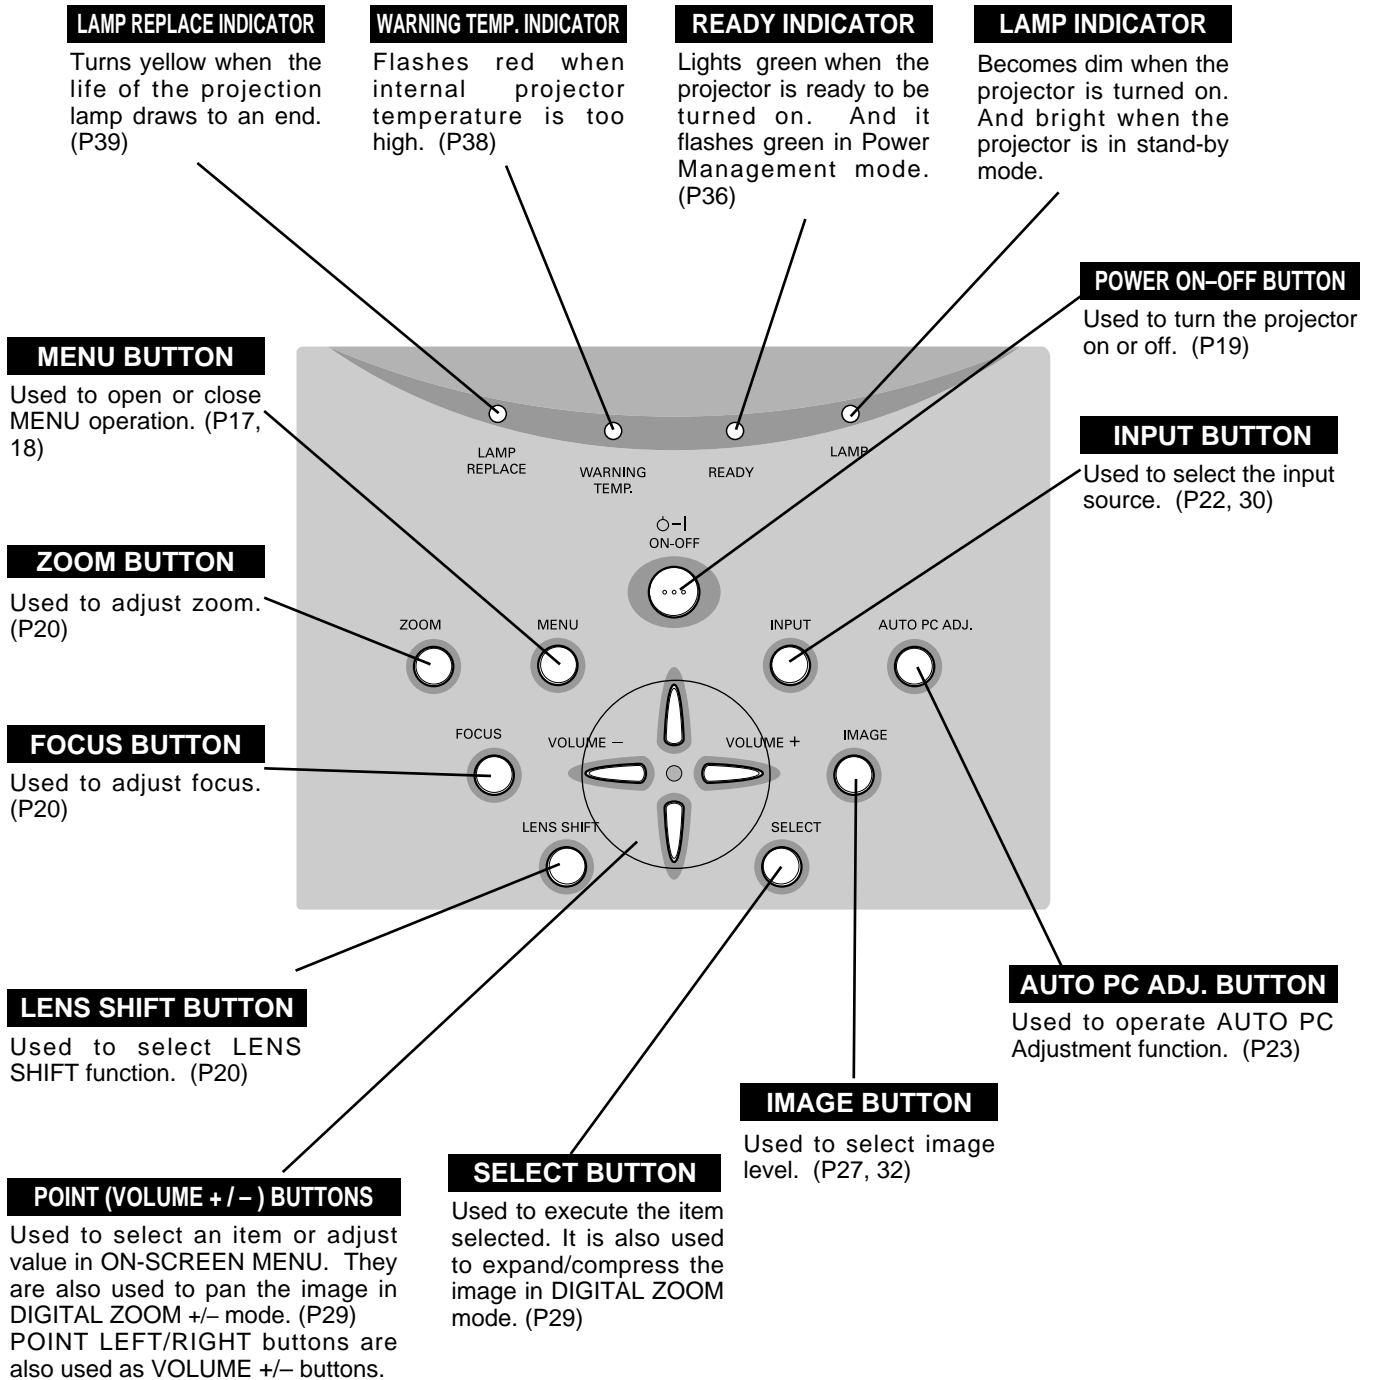 LAMP REPLACE INDICATOR
Turns yellow when the
life of the projection
lamp draws to an end.
(P39)
WARNING TEMP. INDICATOR
Flashes red when
internal projector
temperature is too
high. (P38)
READY INDICATOR
Lights green when the
projector is ready to be
turned on. And it
flashes green in Power
Management mode.
(P36)
LAMP INDICATOR
Becomes dim when the
projector is turned on.
And bright when the
projector is in stand-by
mode.
POWER ON–OFF BUTTON
Used to turn the projector
on or off. (P19)
MENU BUTTON
Used to open or close
MENU operation. (P17,
18)
INPUT BUTTON
Used to select the input
source. (P22, 30)
ZOOM BUTTON
Used to adjust zoom.
(P20)
FOCUS BUTTON
Used to adjust focus.
(P20)
LAMP
REPLACE
WARNING
TEMP.
READY
LAMP
ON-OFF
ZOOM
MENU
INPUT
AUTO PC ADJ.
FOCUS
VOLUME –
VOLUME +
IMAGE
LENS SHIFT
SELECT
LENS SHIFT BUTTON
Used to select LENS
SHIFT function. (P20)
AUTO PC ADJ. BUTTON
Used to operate AUTO PC
Adjustment function. (P23)
IMAGE BUTTON
Used to select image
level. (P27, 32)
SELECT BUTTON
Used to execute the item
selected. It is also used
to expand/compress the
image in DIGITAL ZOOM
mode. (P29)
POINT (VOLUME + / – ) BUTTONS
Used to select an item or adjust
value in ON-SCREEN MENU. They
are also used to pan the image in
DIGITAL ZOOM +/– mode. (P29)
POINT LEFT/RIGHT buttons are
also used as VOLUME +/– buttons.